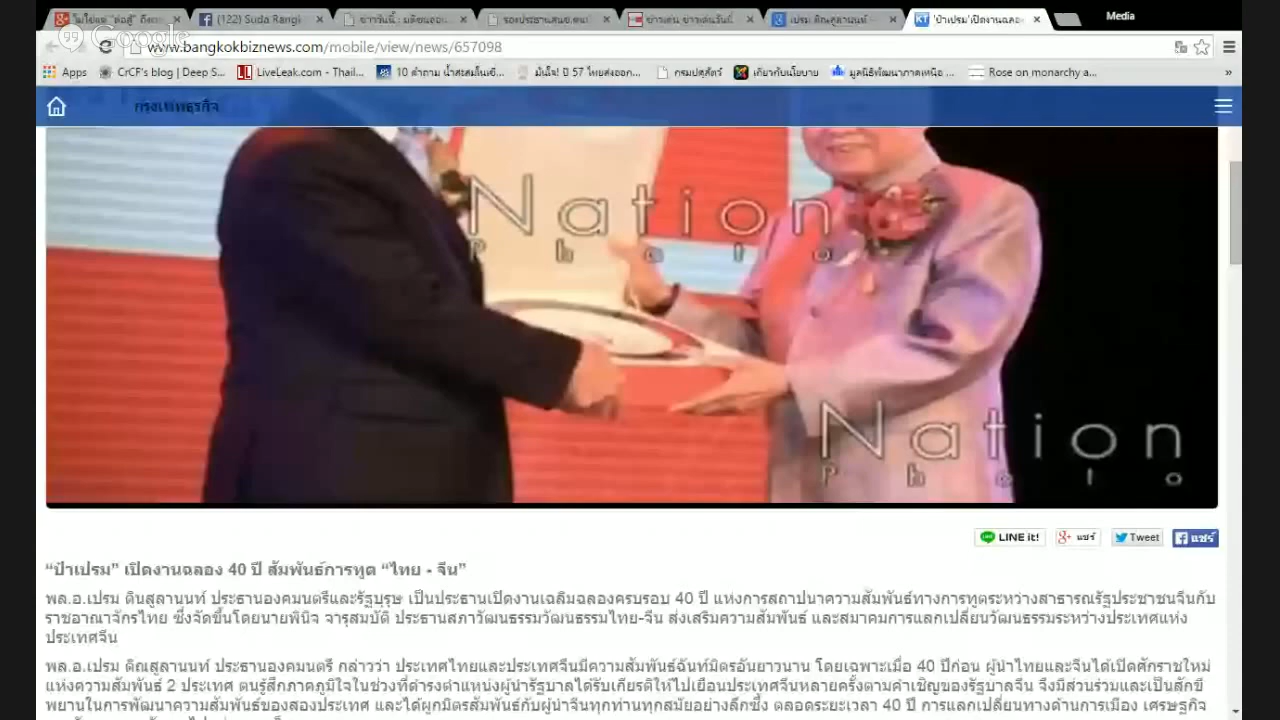 (122) Suda Rangi
Media
Google
www.bangkokbiznews.com/mobile/view/news/657098
Apps
CrCF's blog | Deep S...
LiveLeak.com - Thai...
Rose on monarchy a...
»
กรุงเทพธุรกิจ
Nation
Photo
Nation
Photo
LINE it!
แชร์
Tweet
แชร์
“ป๋าเปรม” เปิดงานฉลอง 40 ปี สัมพันธ์การทูต “ไทย - จีน”
พล.อ.เปรม ติณสูลานนท์ ประธานองคมนตรีและรัฐบุรุษ เป็นประธานเปิดงานเฉลิมฉลองครบรอบ 40 ปี แห่งการสถาปนาความสัมพันธ์ทางการทูตระหว่างสาธารณรัฐประชาชนจีนกับ
ราชอาณาจักรไทย ซึ่งจัดขึ้นโดยนายพินิจ จารุสมบัติ ประธานสภาวัฒนธรรมวัฒนธรรมไทย-จีน ส่งเสริมความสัมพันธ์ และสมาคมการแลกเปลี่ยนวัฒนธรรมระหว่างประเทศแห่ง
ประเทศจีน
พล.อ.เปรม ติณสูลานนท์ ประธานองคมนตรี กล่าวว่า ประเทศไทยและประเทศจีนมีความสัมพันธ์ฉันท์มิตรอันยาวนาน โดยเฉพาะเมื่อ 40 ปีก่อน ผู้นำไทยและจีนได้เปิดศักราชใหม่
แห่งความสัมพันธ์ 2 ประเทศ ตนรู้สึกภาคภูมิใจในช่วงที่ดำรงตำแหน่งผู้นำรัฐบาลได้รับเกียรติให้ไปเยือนประเทศจีนหลายครั้งตามคำเชิญของรัฐบาลจีน จึงมีส่วนร่วมและเป็นสักขี
พยานในการพัฒนาความสัมพันธ์ของสองประเทศ และได้ผูกมิตรสัมพันธ์กับผู้นำจีนทุกท่านทุกสมัยอย่างลึกซึ้ง ตลอดระยะเวลา 40 ปี การแลกเปลี่ยนทางด้านการเมือง เศรษฐกิจ